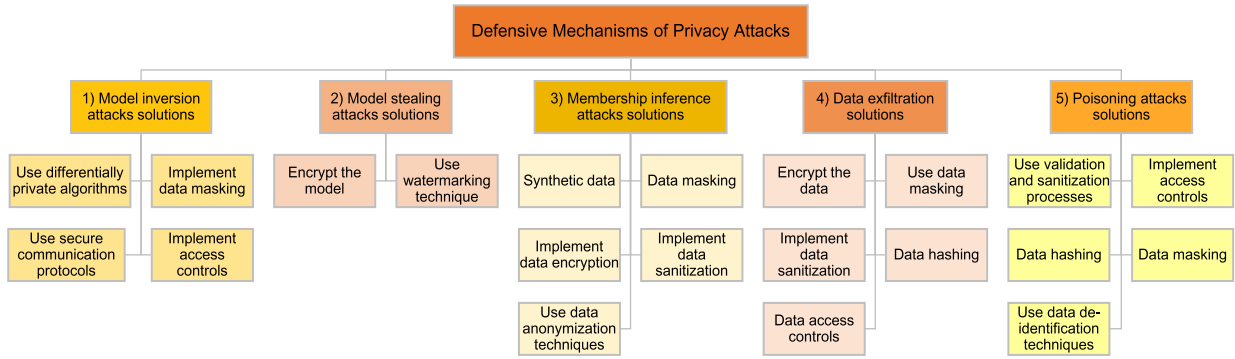 Defensive Mechanisms of Privacy Attacks
1) Model inversion
attacks solutions
2) Model stealing
attacks solutions
3) Membership inference
attacks solutions
4) Data exfiltration
solutions
5) Poisoning attacks
solutions
Use differentially
private algorithms
Implement
data masking
Use secure
communication
protocols
Implement
access
controls
Encrypt the
model
Use
watermarking
technique
Synthetic data
Data masking
Implement
data encryption
Implement
data
sanitization
Use data
anonymization
techniques
Encrypt the
data
Use data
masking
Implement
data
sanitization
Data hashing
Data access
controls
Use validation
and sanitization
processes
Implement
access
controls
Data hashing
Data masking
Use data de-
identification
techniques